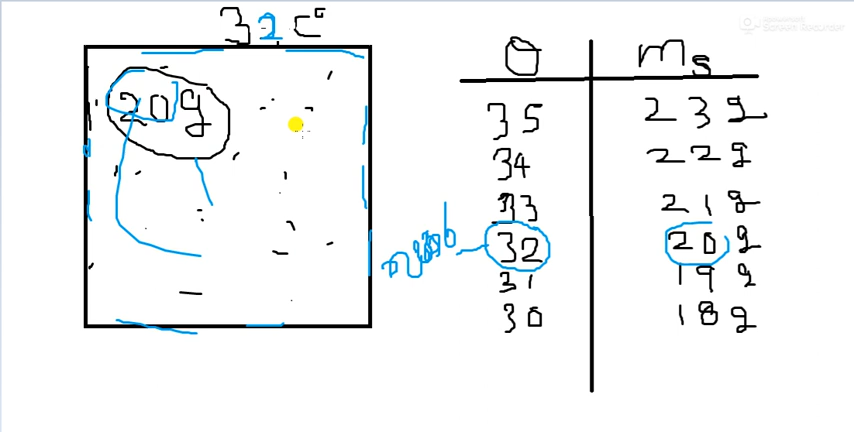 32 C°
20g
θ ms
35 23g
34 22g
33 21g
32 20g
31 19g
30 18g